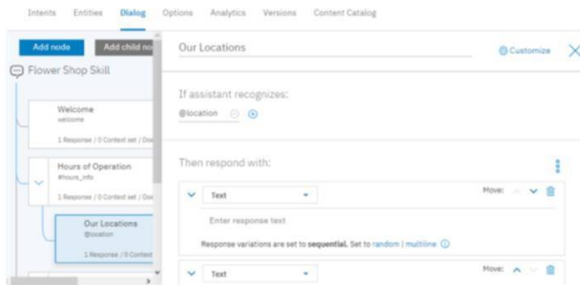 Intents Entities Dialog Options Analytics Versions Content Catalog
Add node Add child no
Flower Shop Skill
Welcome
welcome
1 Response / 0 Context set / Doe
Hours of Operation
#hours_info
1 Response / 0 Context set / Doe
Our Locations
@location
1 Response / 0 Context
Our Locations
Customize
If assistant recognizes:
@location
Then respond with:
Text
Move:
Enter response text
Response variations are set to sequential. Set to random | multiline
Text
Move: